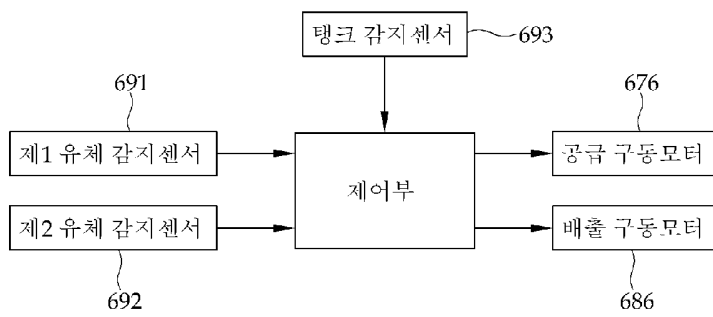 탱크 감지센서
693
691
676
제1 유체 감지센서
제어부
공급 구동모터
제2 유체 감지센서
배출 구동모터
692
686